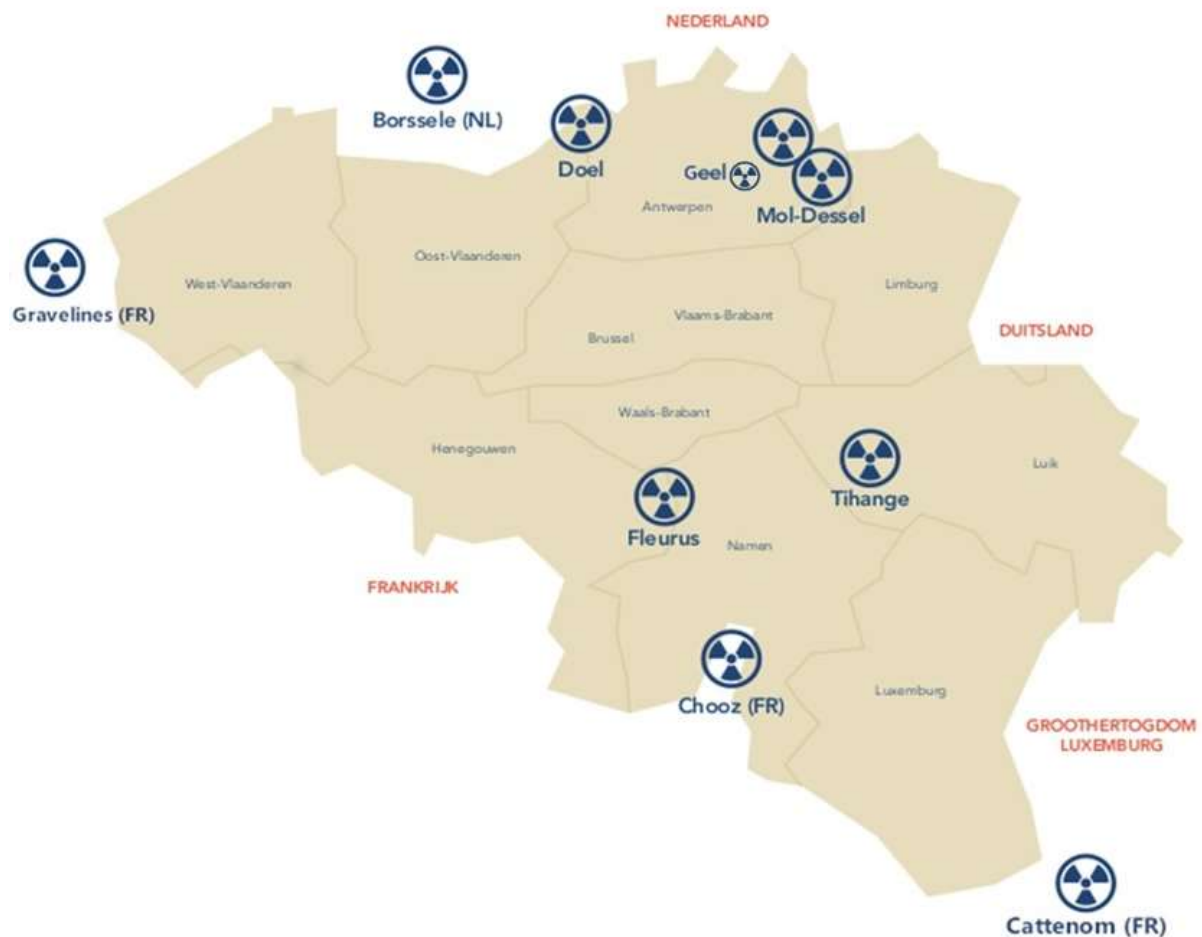 NEDERLAND
Borssele (NL)
Doel
Geel
Mol-Dessel
Antwerpen
Gravelines (FR)
West-Vlaanderen
Oost-Vlaanderen
Limburg
Vlaams-Brabant
Brussel
DUITSLAND
Waals-Brabant
Henegouwen
Luik
Tihange
Fleurus
Namen
FRANKRIJK
Chooz (FR)
Luxemburg
GROOTHERTOGDOM
LUXEMBURG
Cattenom (FR)